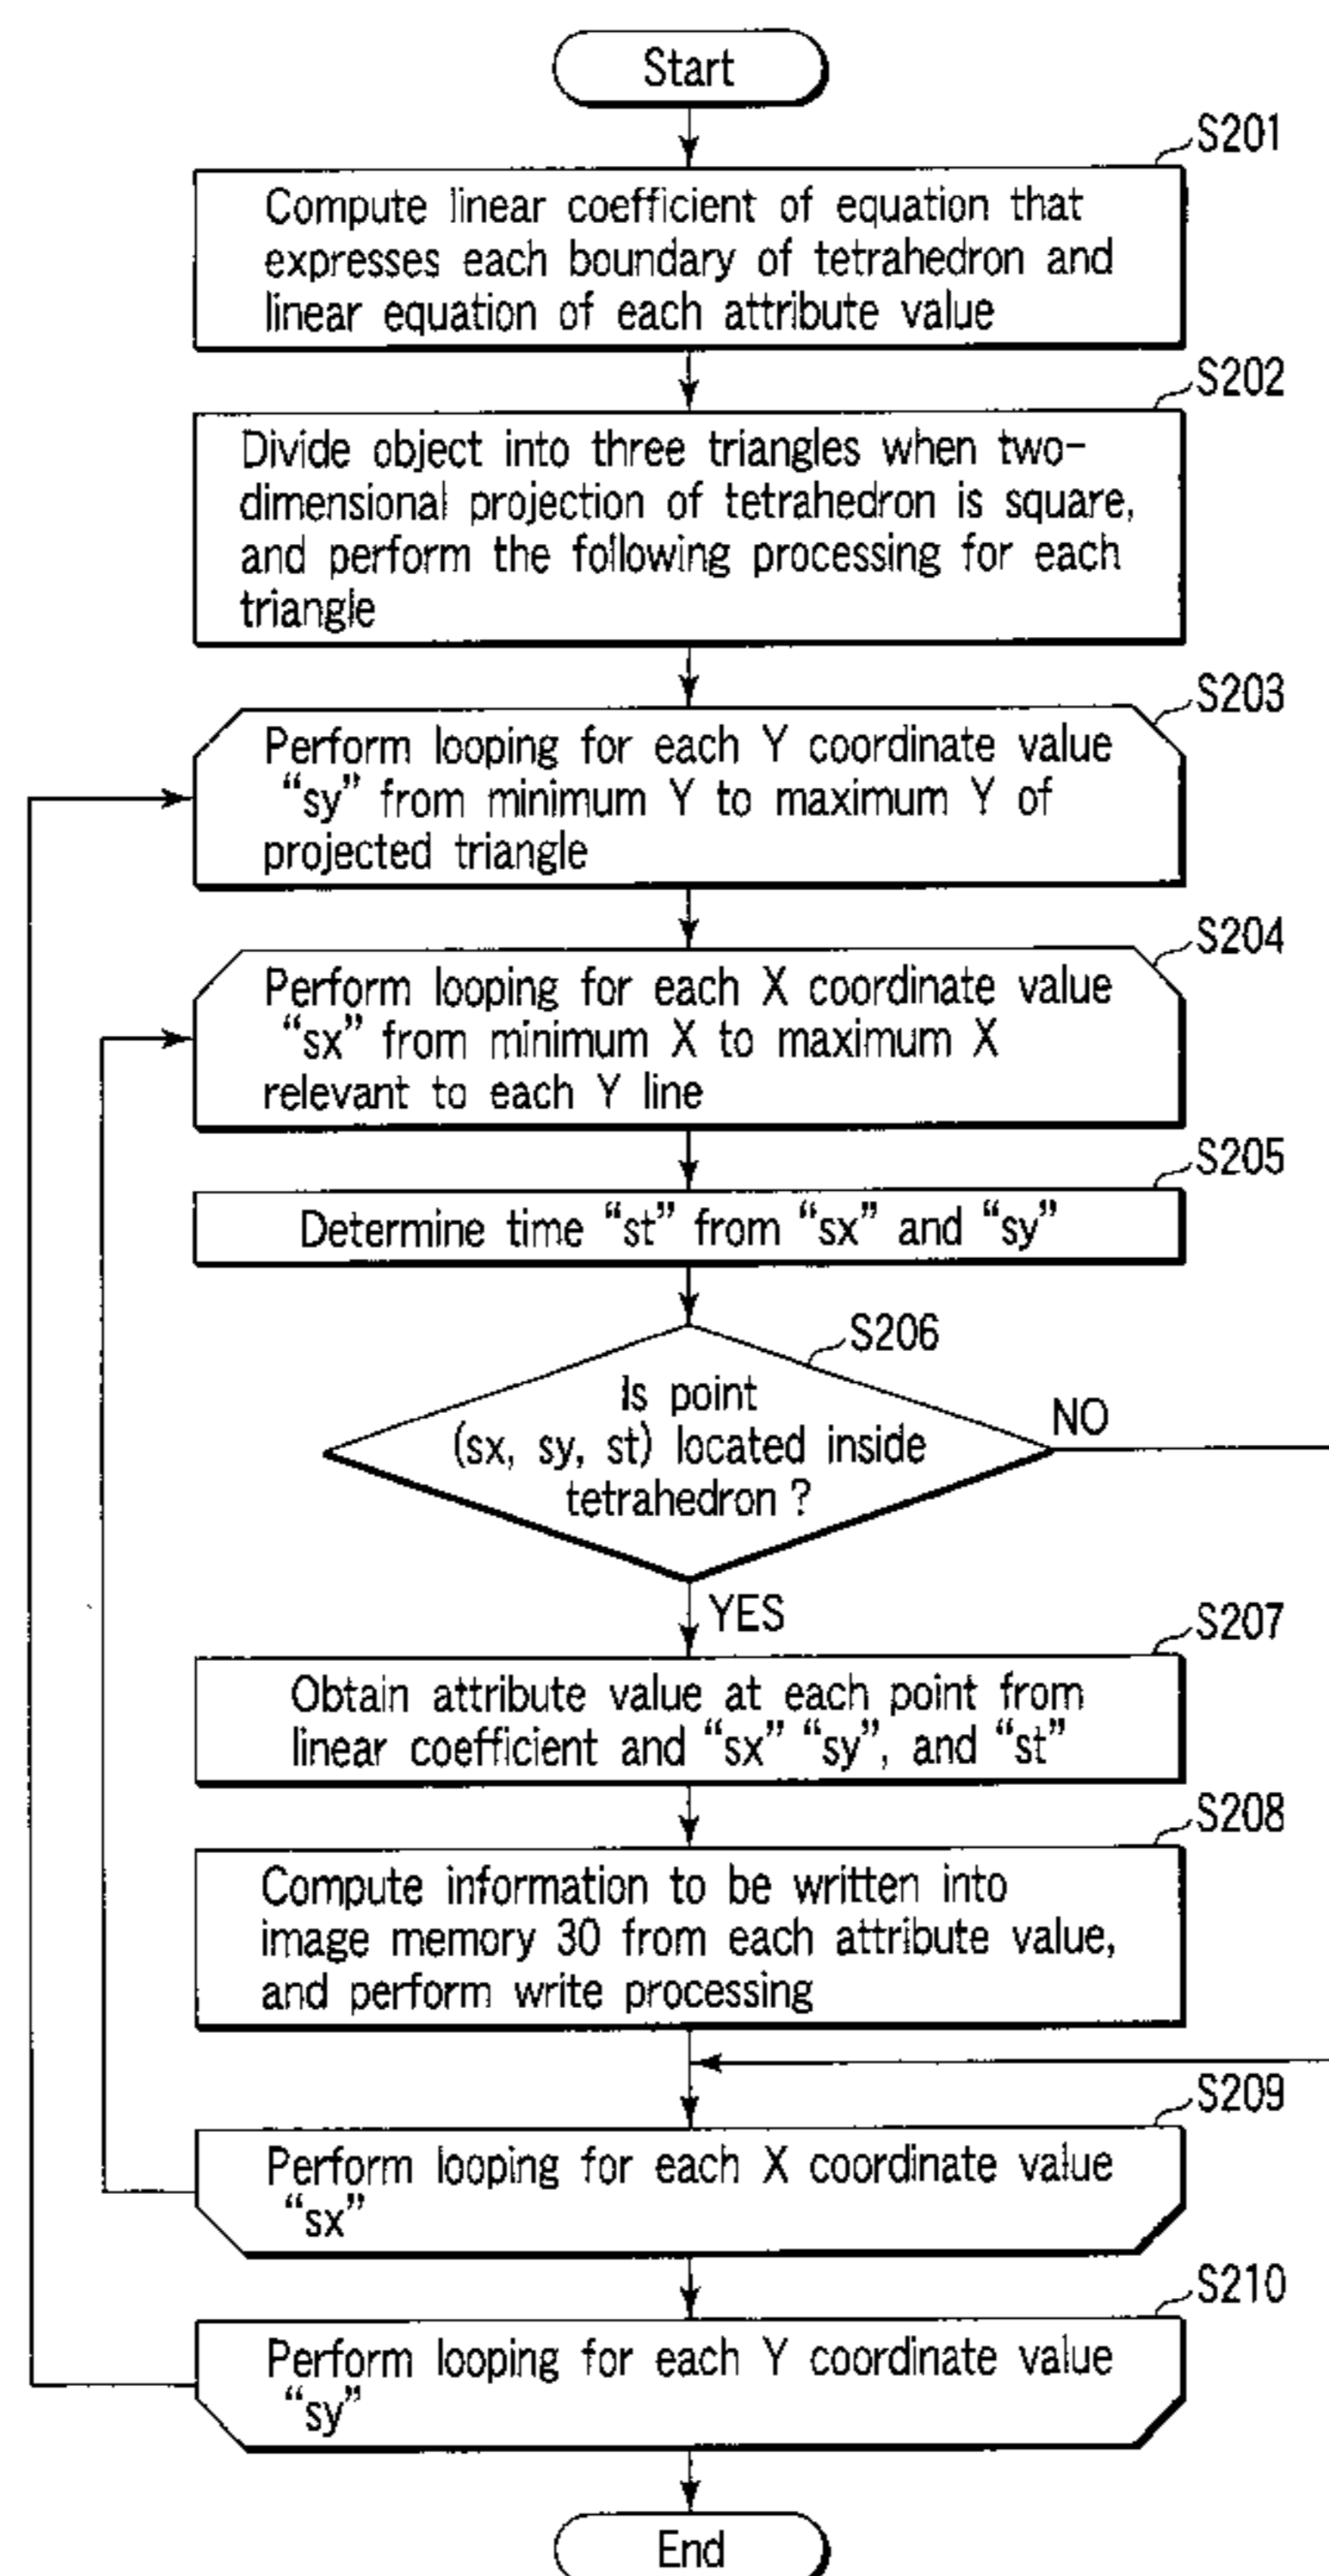 Start
S201
Compute linear coefficient of equation that
expresses each boundary of tetrahedron and
linear equation of each attribute value
S202
Divide object into three triangles when two-
dimensional projection of tetrahedron is square,
and perform the following processing for each
triangle
S203
Perform looping for each Y coordinate value
“sy” from minimum Y to maximum Y of
projected triangle
S204
Perform looping for each X coordinate value
“sx” from minimum X to maximum X
relevant to each Y line
S205
Determine time “st” from “sx” and “sy”
S206
Is point
(sx, sy, st) located inside
tetrahedron ?
NO
YES
S207
Obtain attribute value at each point from
linear coefficient and “sx” “sy”, and “st”
S208
Compute information to be written into
image memory 30 from each attribute value,
and perform write processing
S209
Perform looping for each X coordinate value
“sx”
S210
Perform looping for each Y coordinate value
“sy”
End